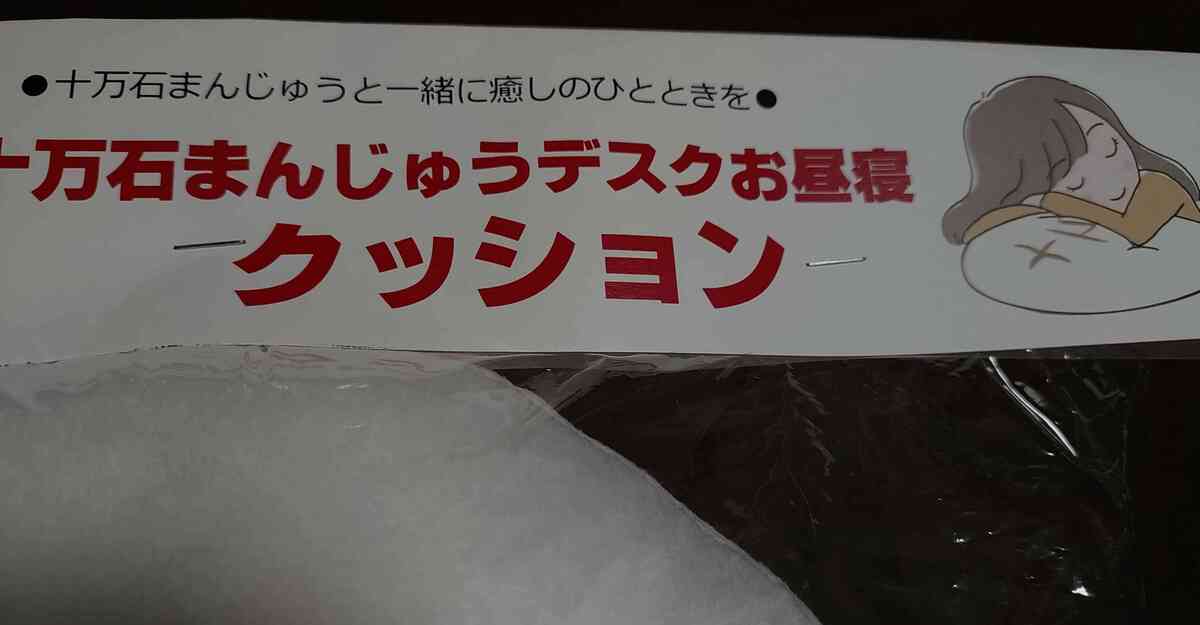 ●十万石まんじゅうと一緒に癒しのひとときを●
十万石まんじゅうデスクお昼寝
クッション